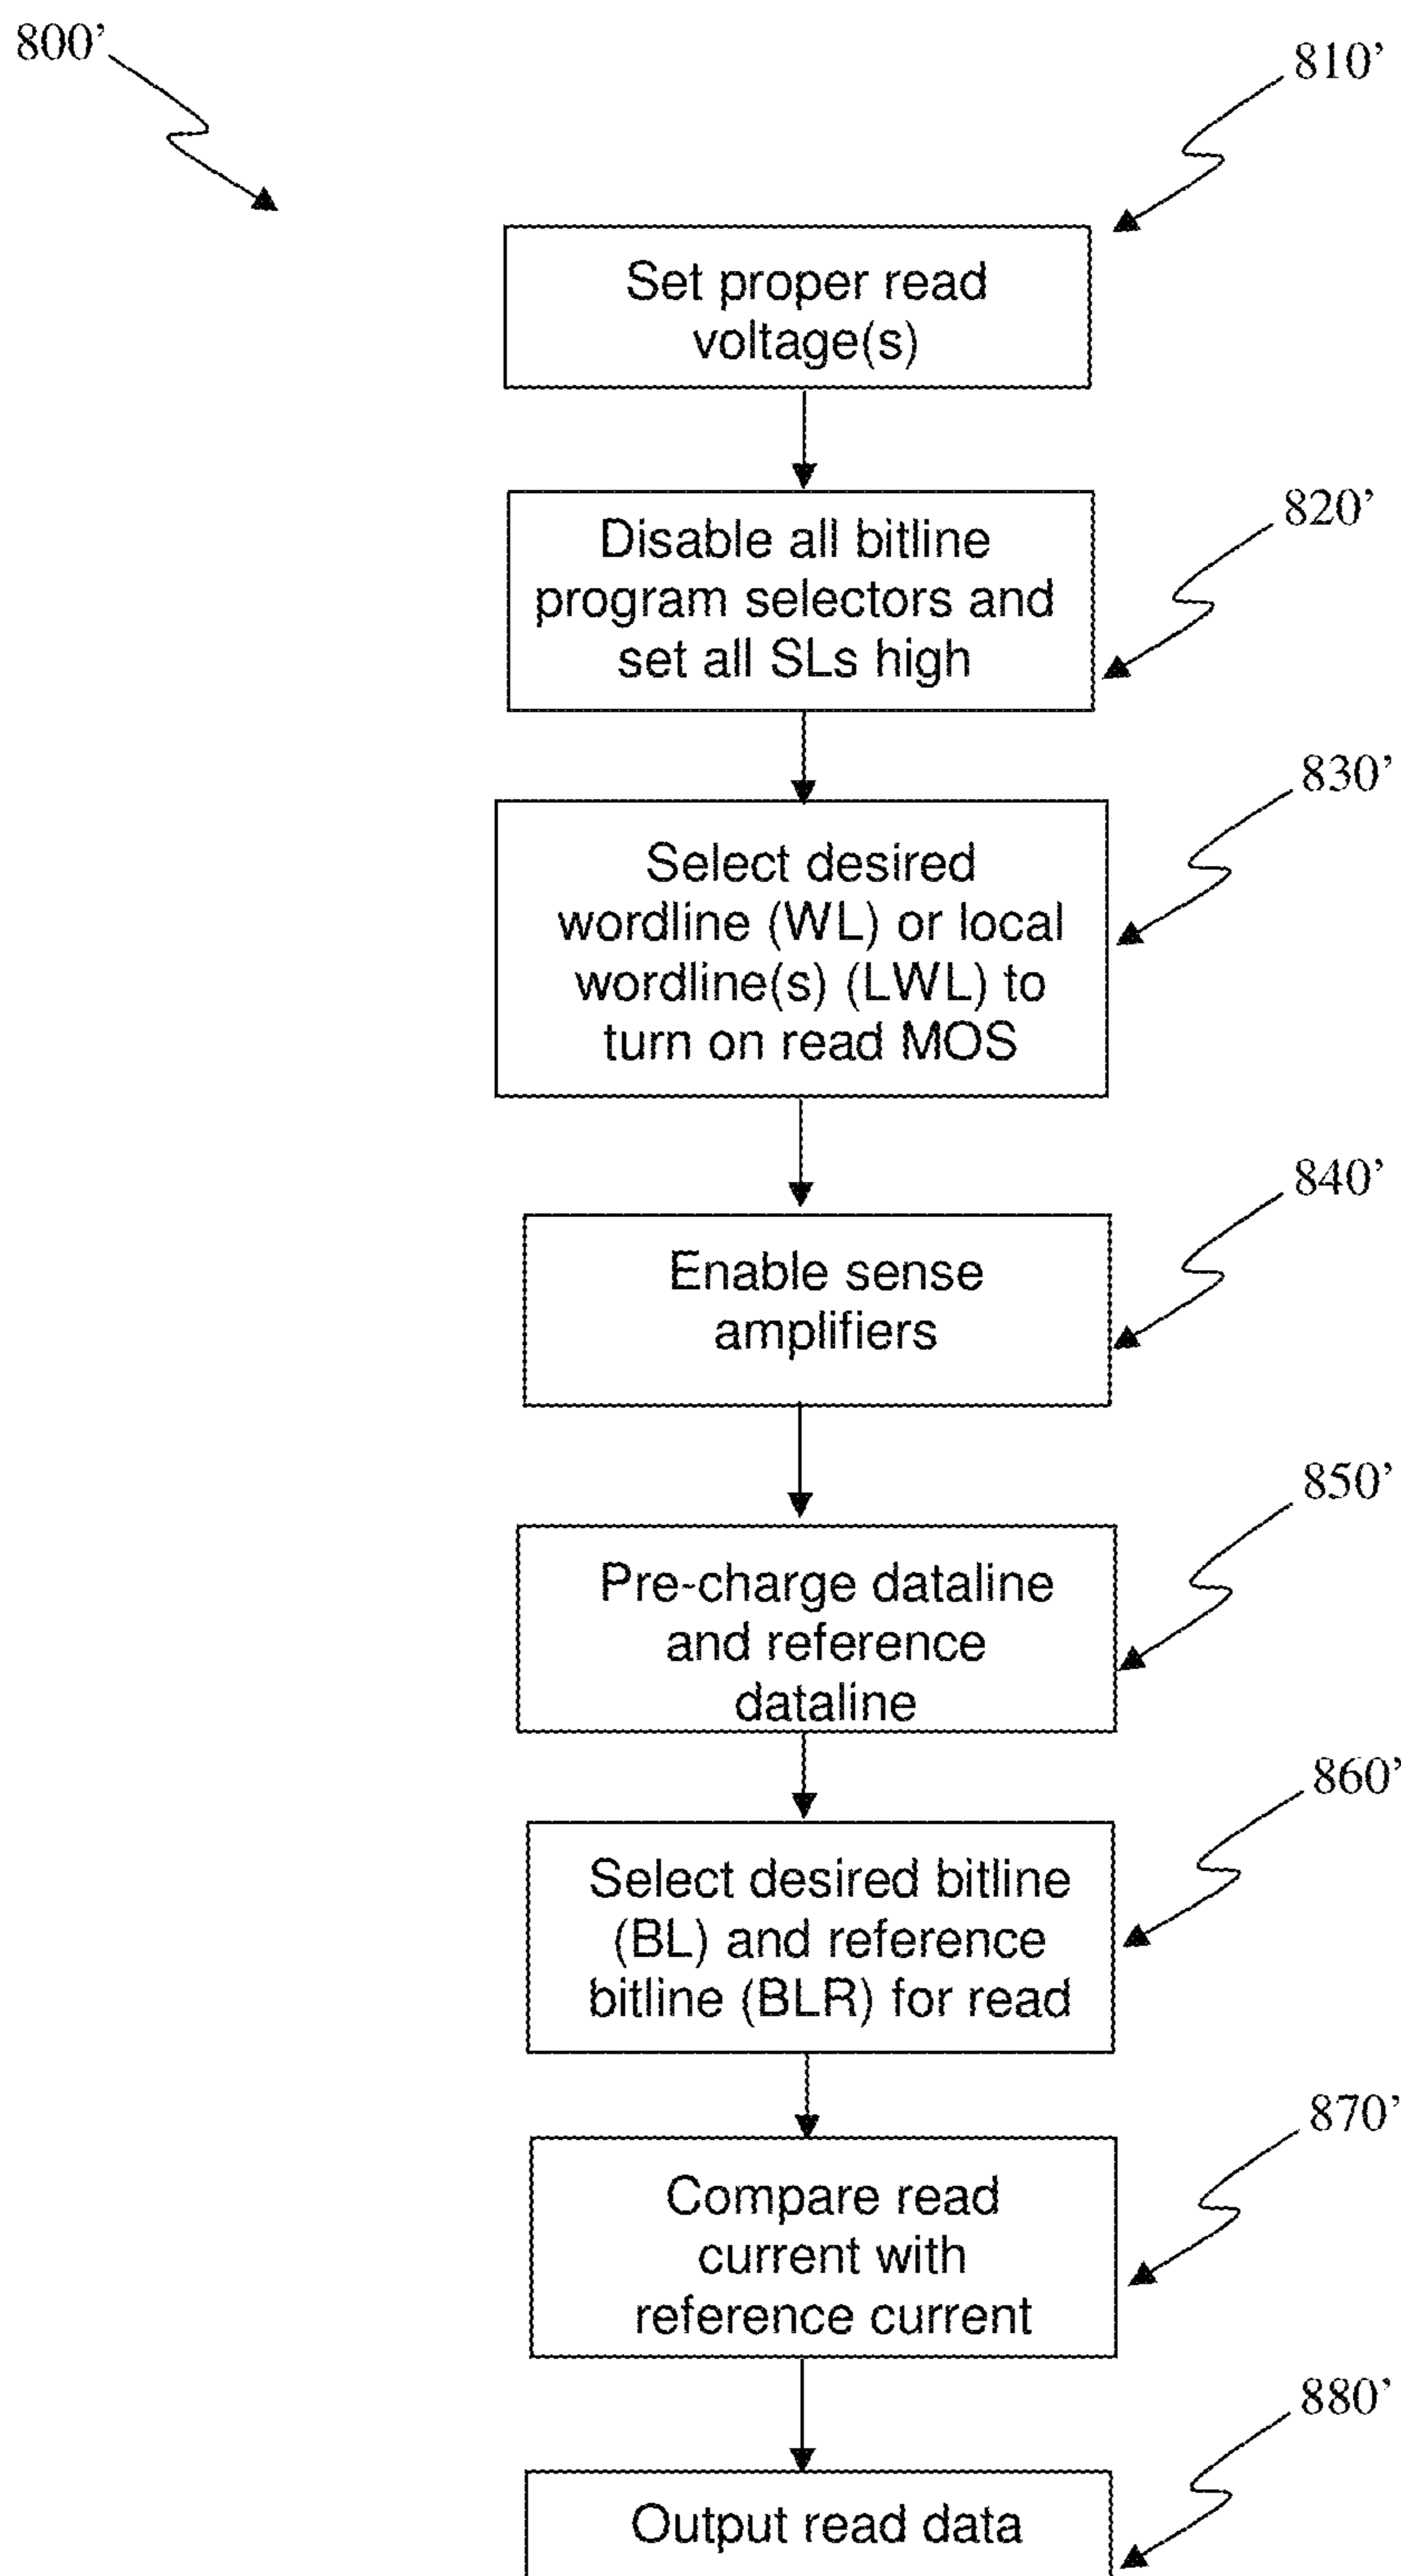 800’
810’
Set proper read
voltage(s)
Disable all bitline
program selectors and
set all SLs high
820’
Select desired
wordline (WL) or local
wordline(s) (LWL) to
turn on read MOS
830’
Enable sense
amplifiers
840’
Pre-charge dataline
and reference
dataline
850’
Select desired bitline
(BL) and reference
bitline (BLR) for read
860’
Compare read
current with
reference current
870’
Output read data
880’